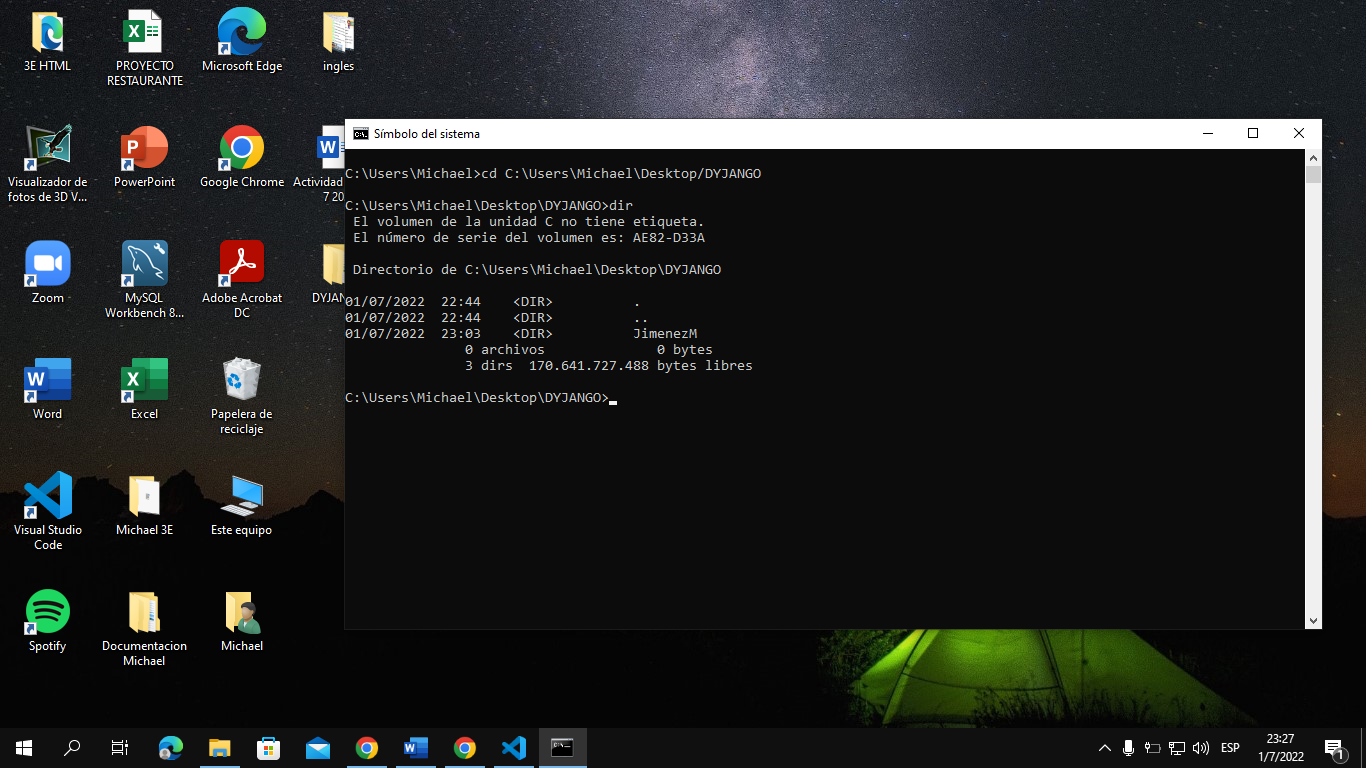 3E HTML
PROYECTO
RESTAURANTE
Microsoft Edge
ingles
Visualizador de
fotos de 3D V...
PowerPoint
Google Chrome
Actividad
7 20
Zoom
MySQL
Workbench 8...
Adobe Acrobat
DC
DYJAN
Word
Excel
Papelera de
reciclaje
Visual Studio
Code
Michael 3E
Este equipo
Spotify
Documentacion
Michael
Michael
Símbolo del sistema
C:\Users\Michael>cd C:\Users\Michael\Desktop/DYJANGO
C:\Users\Michael\Desktop\DYJANGO>dir
El volumen de la unidad C no tiene etiqueta.
El número de serie del volumen es: AE82-D33A
Directorio de C:\Users\Michael\Desktop\DYJANGO
01/07/2022  22:44    <DIR>          .
01/07/2022  22:44    <DIR>          ..
01/07/2022  23:03    <DIR>          JimenezM
0 archivos              0 bytes
3 dirs  170.641.727.488 bytes libres
C:\Users\Michael\Desktop\DYJANGO>
ESP
23:27
1/7/2022
1